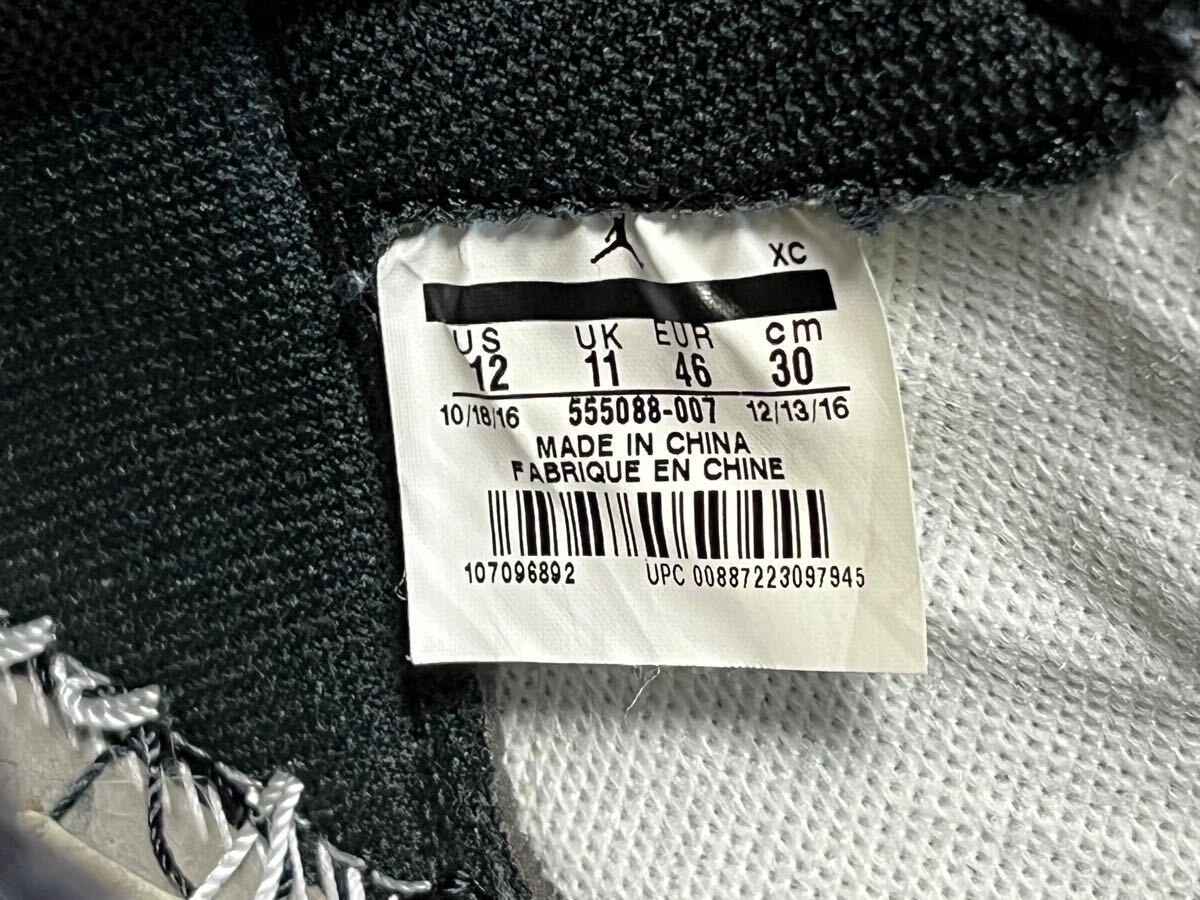 XC
US UK EUR cm
12 11 46 30
10/18/16 555088-007 12/13/16
MADE IN CHINA
FABRIQUE EN CHINE
107096892 UPC 00887223097945